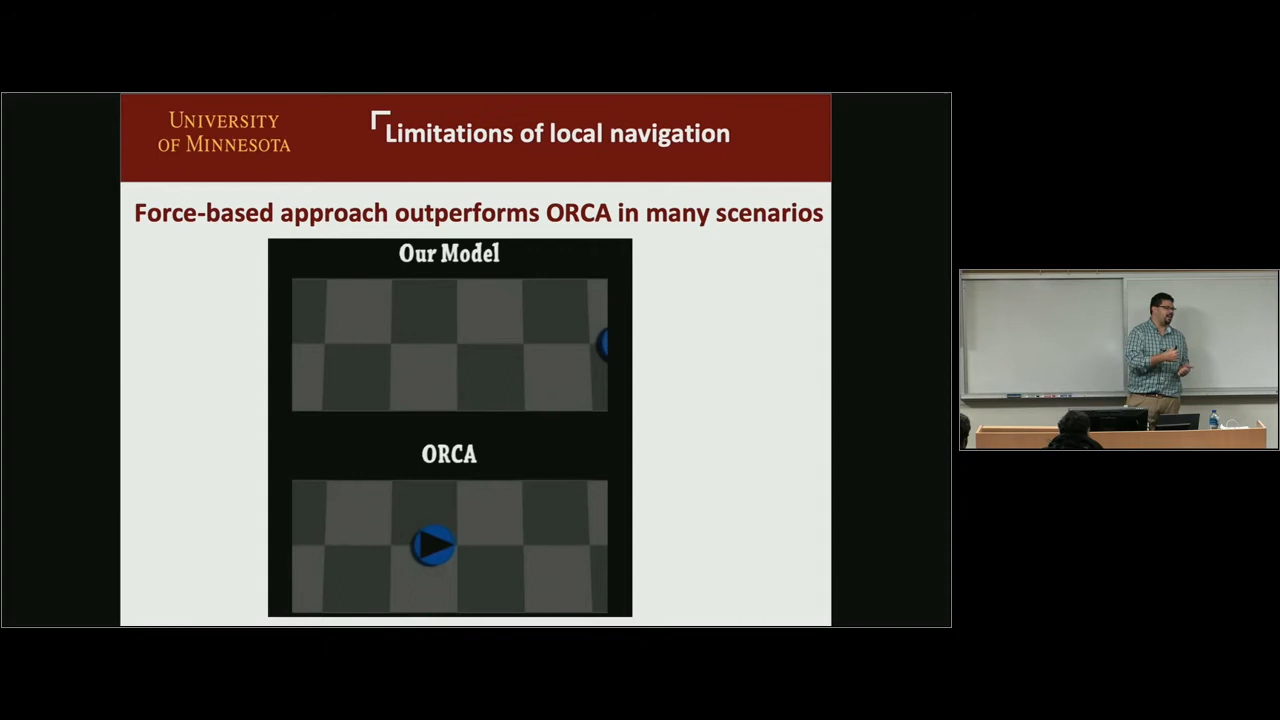 UNIVERSITY
OF MINNESOTA
Limitations of local navigation
Force-based approach outperforms ORCA in many scenarios
Our Model
ORCA